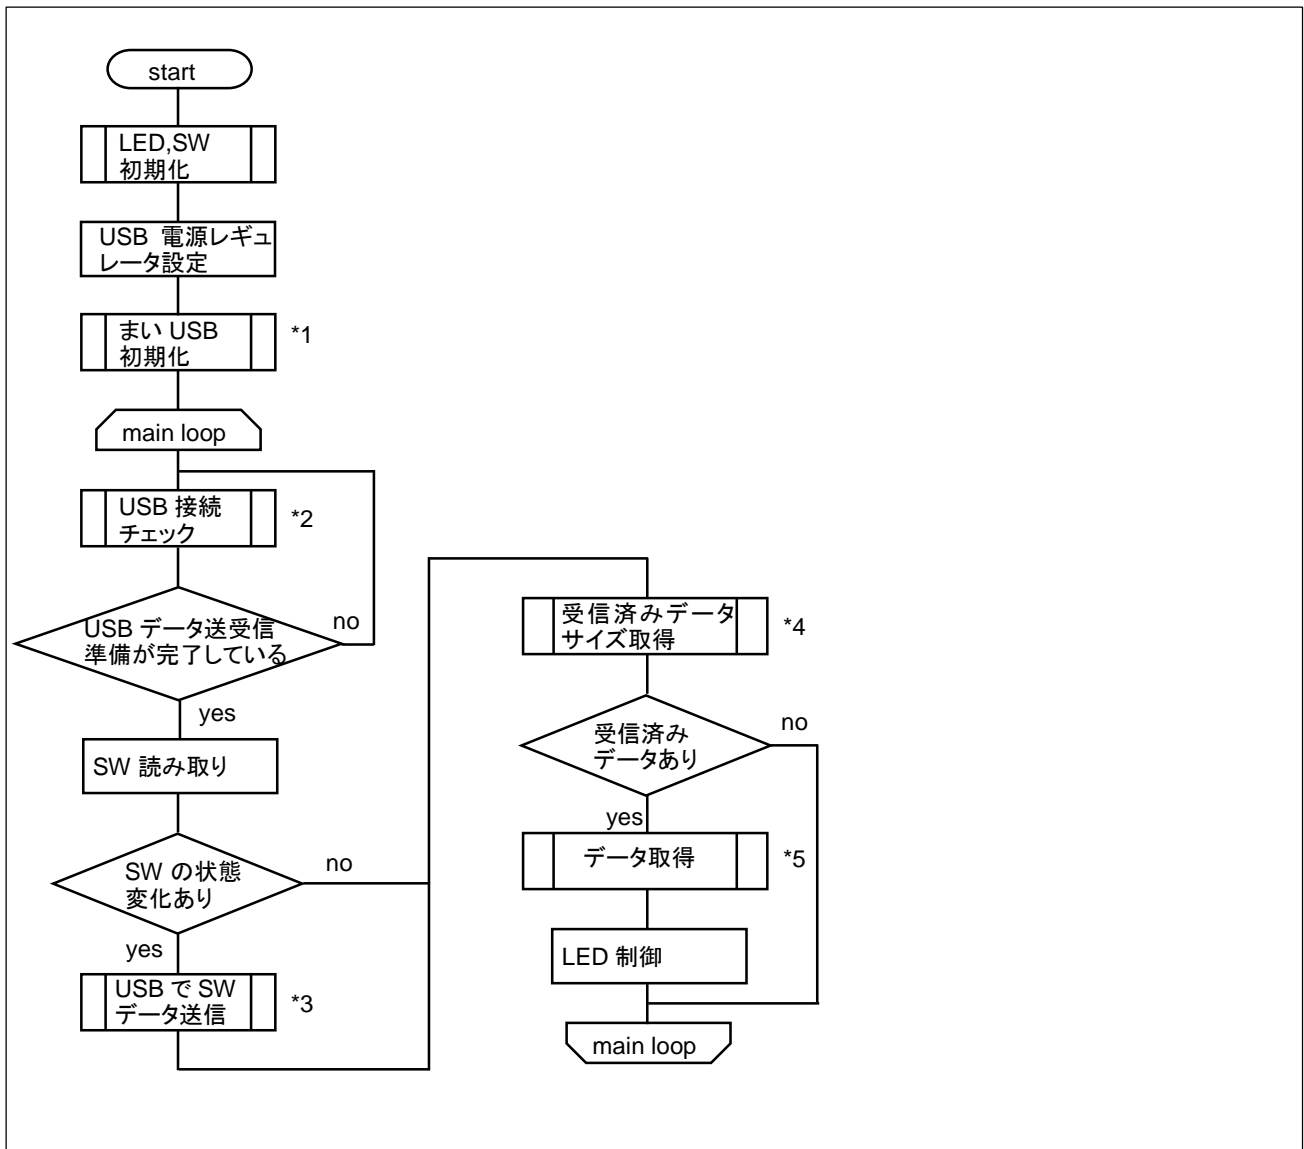 start
LED,SW
初期化
USB 電源レギュ
レータ設定
まい USB
初期化
*1
main loop
USB 接続
チェック
*2
USB データ送受信
準備が完了している
no
yes
SW 読み取り
SW の状態
変化あり
no
yes
USB で SW
データ送信
*3
受信済みデータ
サイズ取得
*4
受信済み
データあり
no
yes
データ取得
*5
LED 制御
main loop